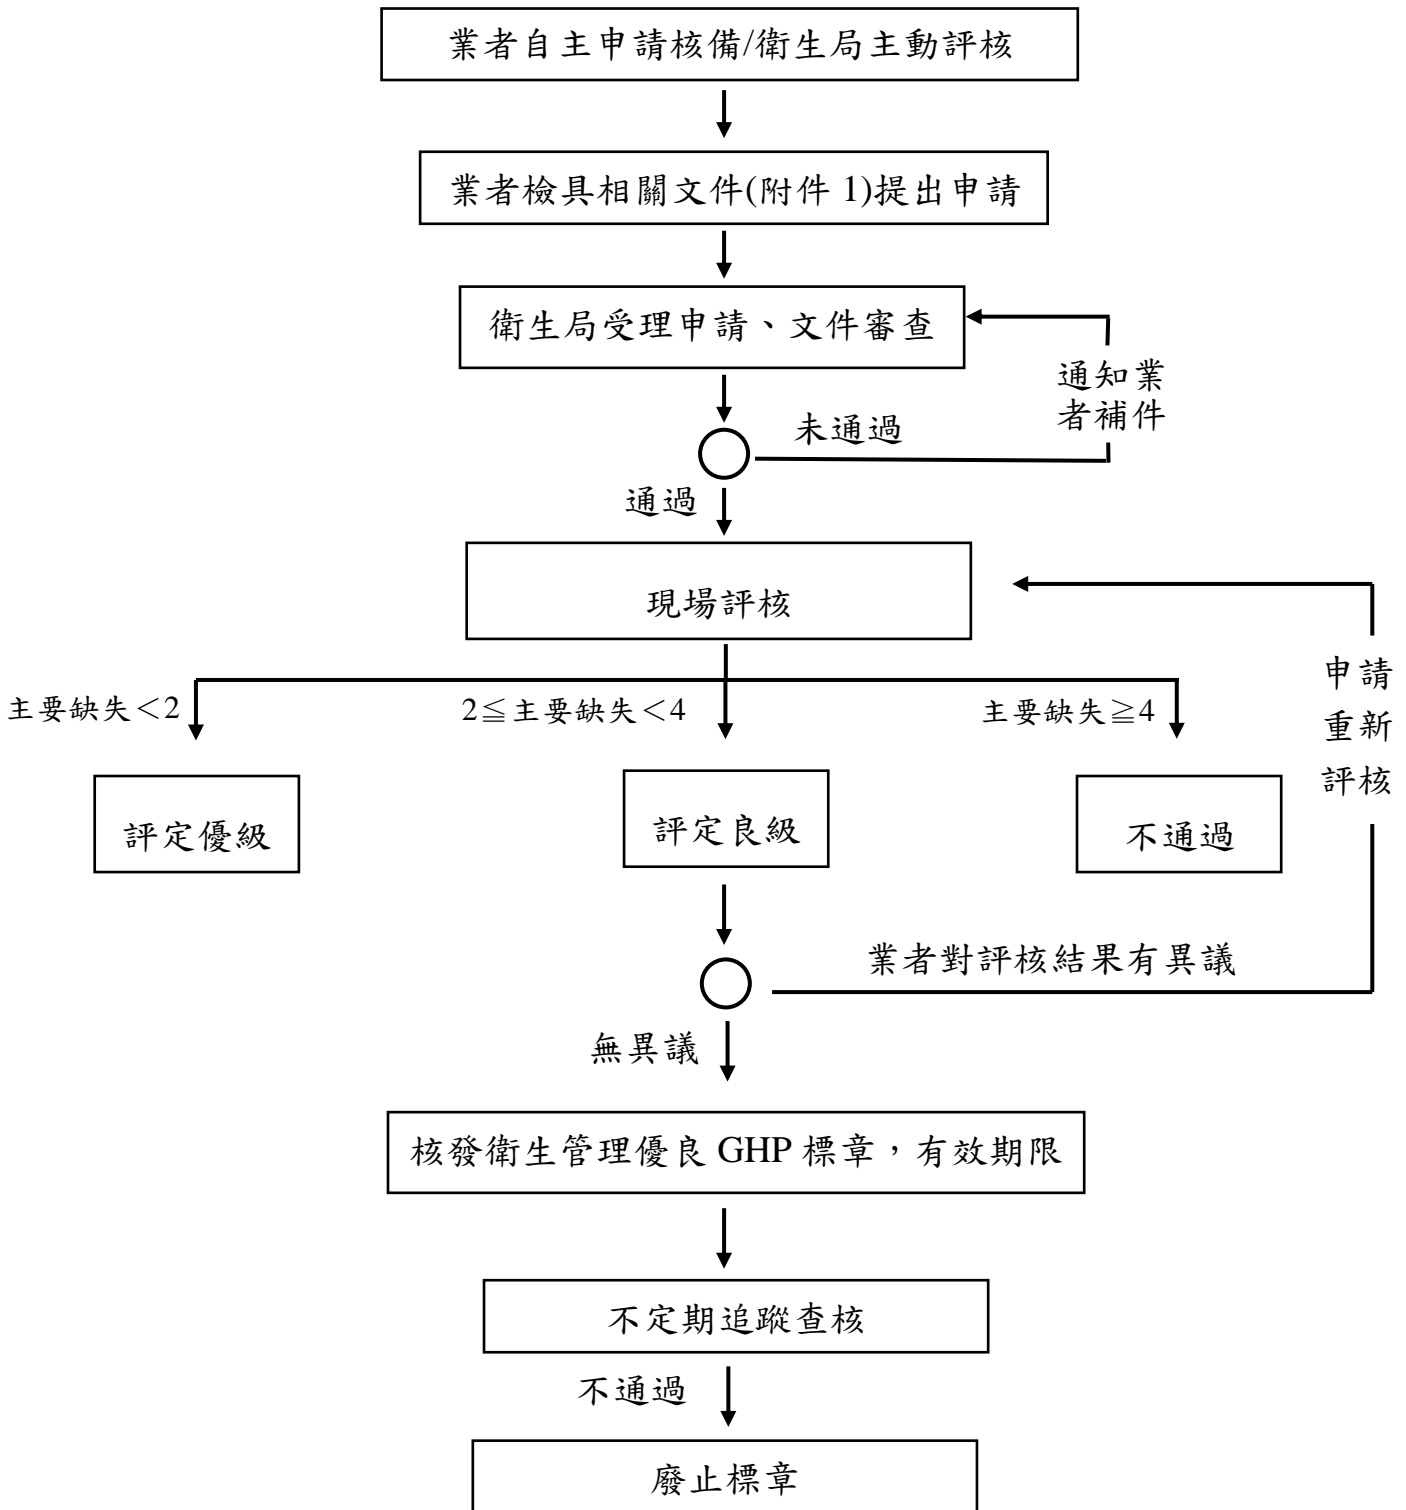 業者自主申請核備/衛生局主動評核
業者檢具相關文件(附件 1)提出申請
衛生局受理申請、文件審查
通知業
者補件
未通過
通過
現場評核
申請
重新
評核
主要缺失＜2
2≦主要缺失＜4
主要缺失≧4
評定優級
評定良級
不通過
業者對評核結果有異議
無異議
核發衛生管理優良 GHP 標章，有效期限
不定期追蹤查核
不通過
廢止標章